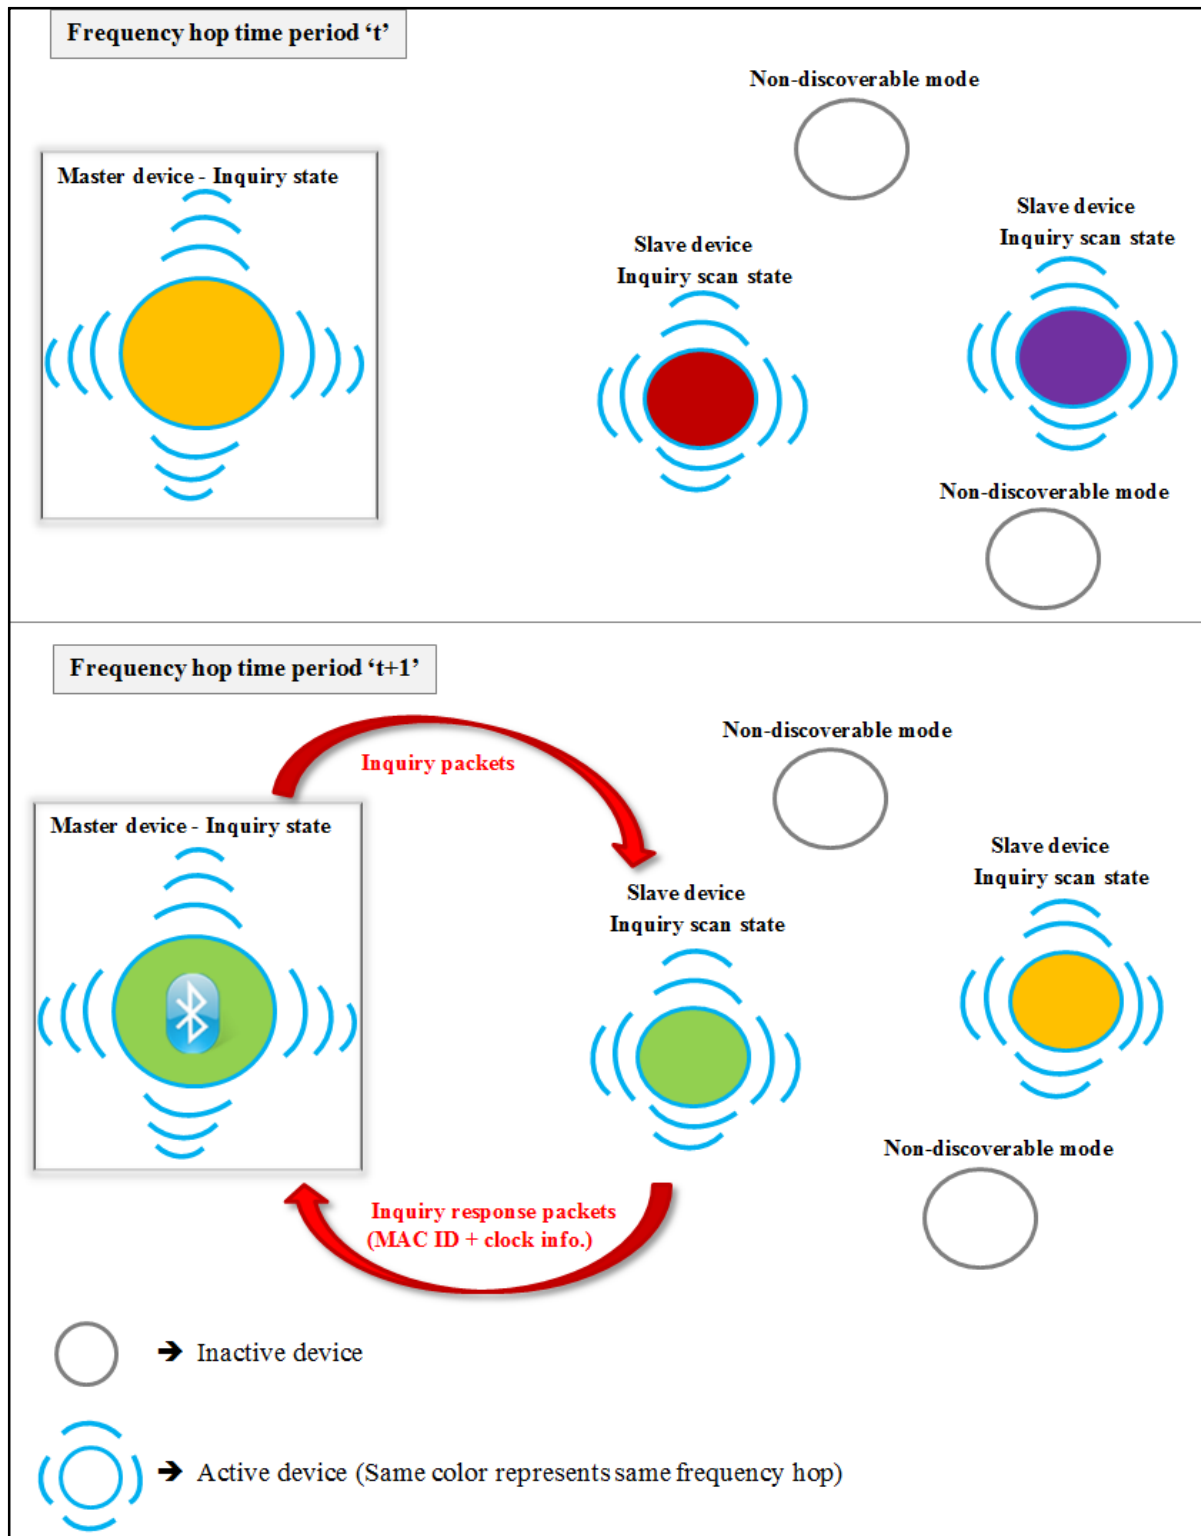 Frequency hop time period ‘t’
Non-discoverable mode
Master device - Inquiry state
Slave device
Inquiry scan state
Slave device
Inquiry scan state
Non-discoverable mode
Frequency hop time period ‘t+1’
Inquiry packets
Non-discoverable mode
Master device - Inquiry state
Slave device
Inquiry scan state
Slave device
Inquiry scan state
Non-discoverable mode
Inquiry response packets
(MAC ID + clock info.)
➔ Inactive device
➔ Active device (Same color represents same frequency hop)